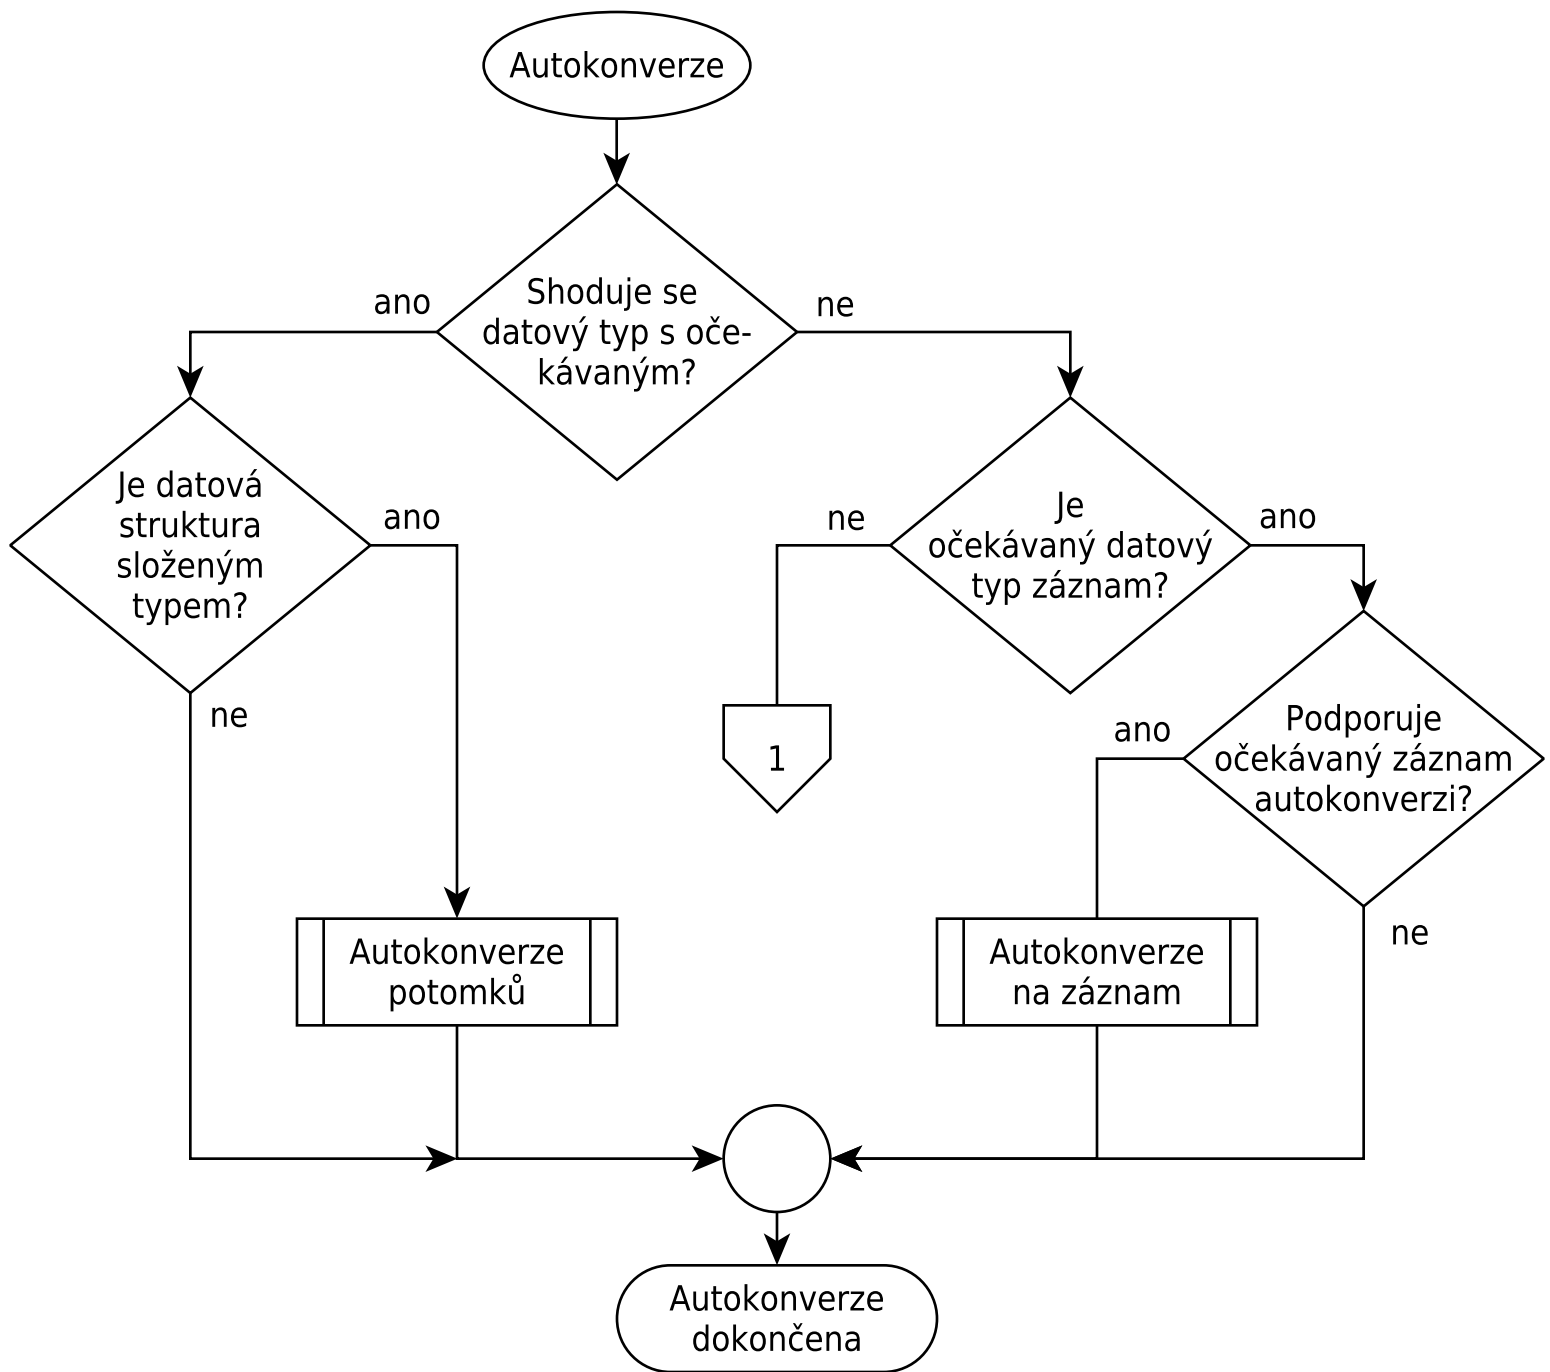 Autokonverze
Shoduje se
datový typ s oče-
kávaným?
ano
ne
Je datová
struktura
složeným
typem?
ano
ne
Je
očekávaný datový
typ záznam?
ne
ano
1
Podporuje
očekávaný záznam
autokonverzi?
ano
ne
Autokonverze
potomků
Autokonverze
na záznam
Autokonverze
dokončena